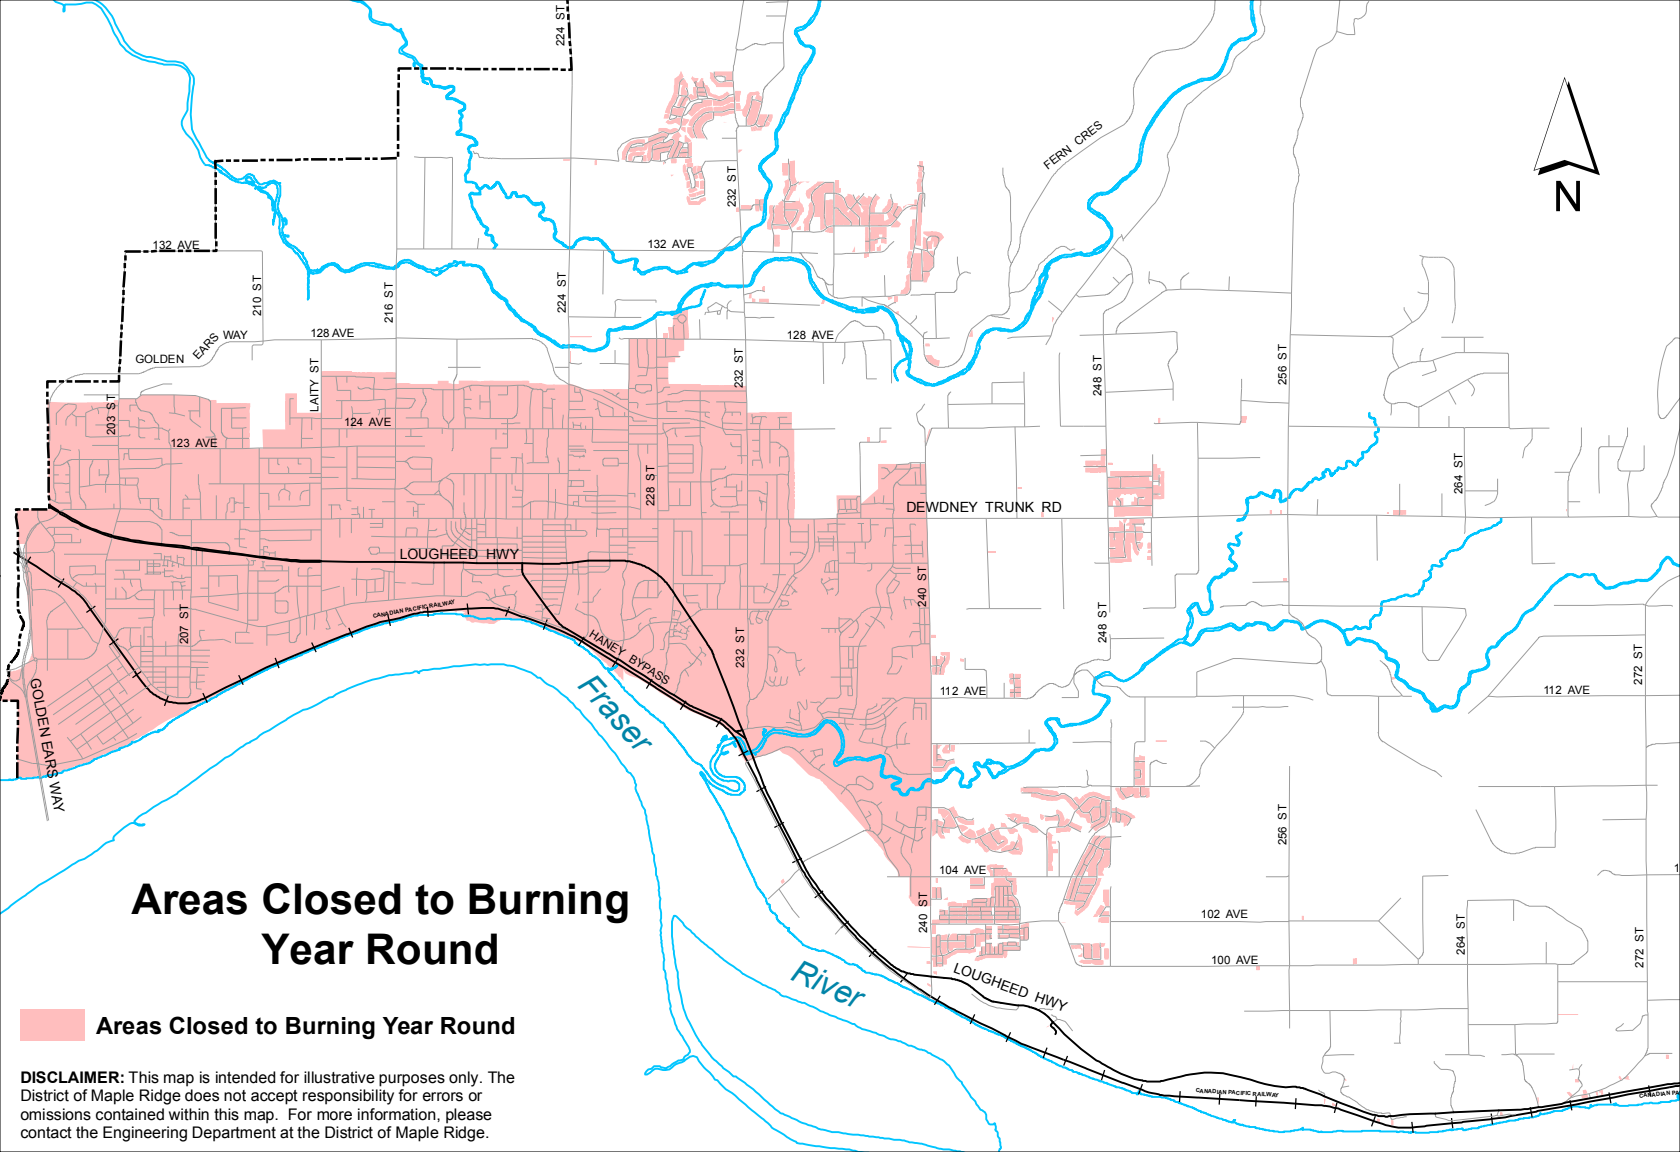 224 ST
FERN CRES
232 ST
N
132 AVE
132 AVE
210 ST
216 ST
224 ST
128 AVE
128 AVE
GOLDEN EARS WAY
LAITY ST
232 ST
248 ST
256 ST
203 ST
124 AVE
123 AVE
228 ST
264 ST
DEWDNEY TRUNK RD
LOUGHEED HWY
240 ST
CANADIAN PACIFIC RAILWAY
207 ST
248 ST
HANEY BYPASS
232 ST
272 ST
GOLDEN EARS WAY
112 AVE
112 AVE
Fraser
256 ST
104 AVE
Areas Closed to Burning
Year Round
240 ST
102 AVE
264 ST
272 ST
100 AVE
River
LOUGHEED HWY
Areas Closed to Burning Year Round
DISCLAIMER: This map is intended for illustrative purposes only. The
District of Maple Ridge does not accept responsibility for errors or
omissions contained within this map. For more information, please
contact the Engineering Department at the District of Maple Ridge.
CANADIAN PACIFIC RAILWAY
CANADIAN PA